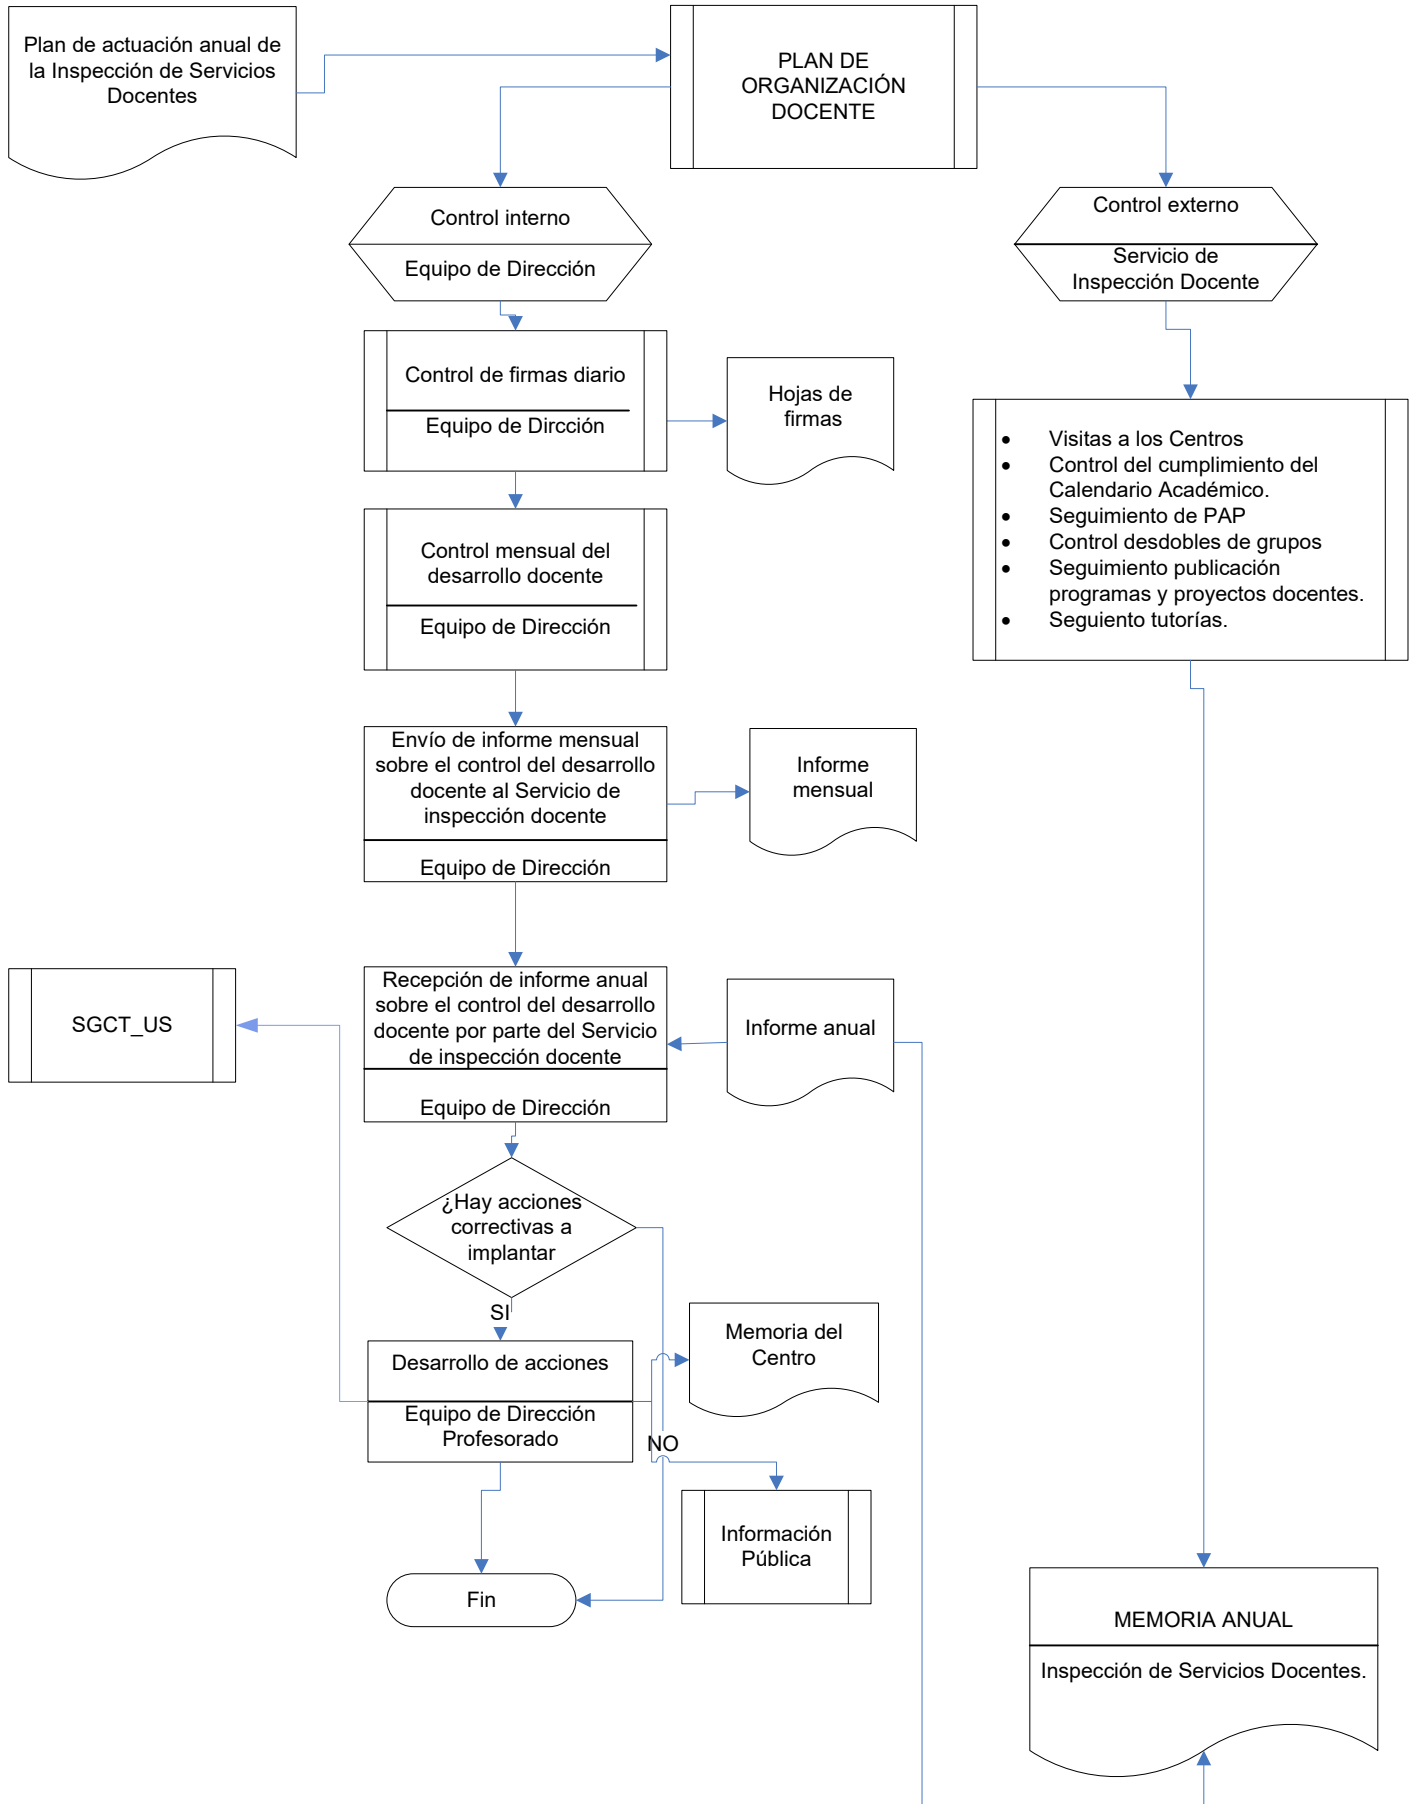 Plan de actuación anual de
la Inspección de Servicios
Docentes
PLAN DE
ORGANIZACIÓN
DOCENTE
Control interno
Equipo de Dirección
Control externo
Servicio de
Inspección Docente
Control de firmas diario
Equipo de Dircción
Hojas de
firmas
• Visitas a los Centros
• Control del cumplimiento del
Calendario Académico.
• Seguimiento de PAP
• Control desdobles de grupos
• Seguimiento publicación
programas y proyectos docentes.
• Seguiento tutorías.
Control mensual del
desarrollo docente
Equipo de Dirección
Envío de informe mensual
sobre el control del desarrollo
docente al Servicio de
inspección docente
Equipo de Dirección
Informe
mensual
SGCT_US
Recepción de informe anual
sobre el control del desarrollo
docente por parte del Servicio
de inspección docente
Equipo de Dirección
Informe anual
¿Hay acciones
correctivas a
implantar
SI
Desarrollo de acciones
Equipo de Dirección
Profesorado
Memoria del
Centro
NO
Información
Pública
Fin
MEMORIA ANUAL
Inspección de Servicios Docentes.